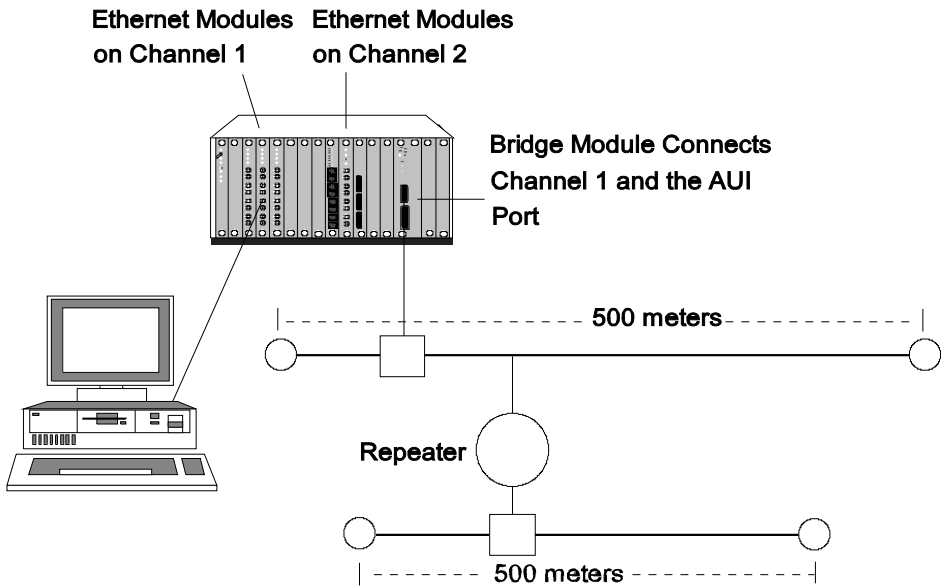 Ethernet Modules
on Channel 1
Ethernet Modules
on Channel 2
Bridge Module Connects
Channel 1 and the AUI
Port
500 meters
Repeater
500 meters